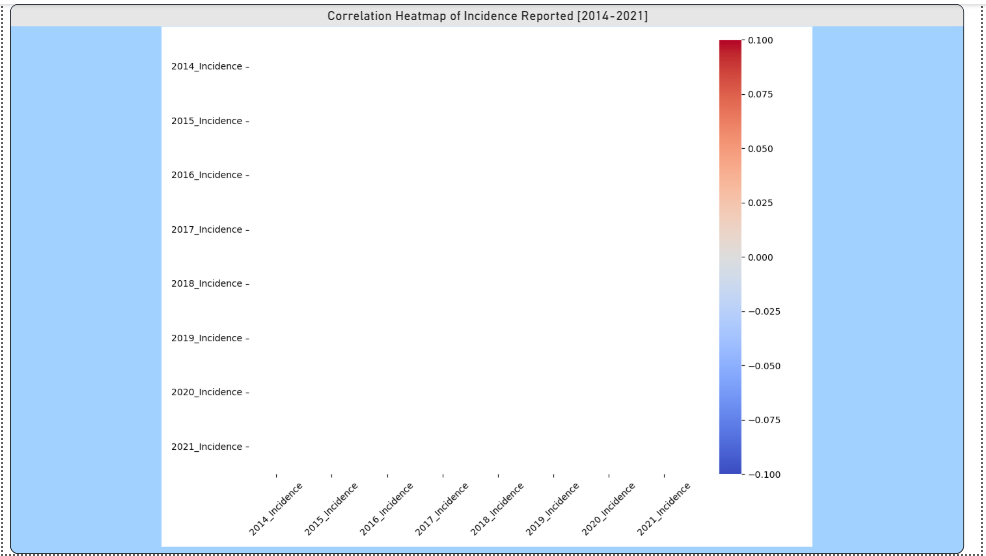 Correlation Heatmap of Incidence Reported [2014-2021]
2014_Incidence
2015_Incidence
2016_Incidence
2017_Incidence
2018_Incidence
2019_Incidence
2020_Incidence
2021_Incidence
0.100
0.075
0.050
0.025
0.000
−0.025
−0.050
−0.075
−0.100
2014_Incidence
2015_Incidence
2016_Incidence
2017_Incidence
2018_Incidence
2019_Incidence
2020_Incidence
2021_Incidence